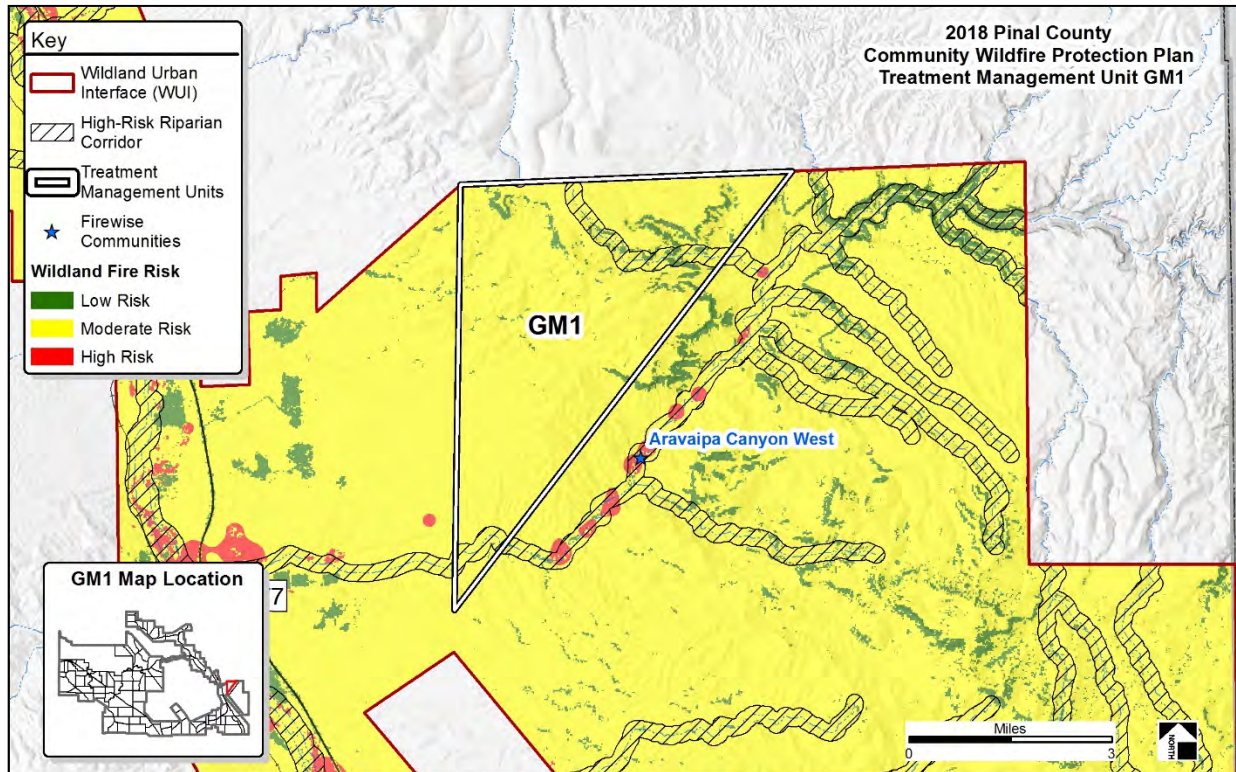 Key
Wildland Urban
Interface (WUI)
High-Risk Riparian
Corridor
Treatment
Management Units
Firewise
Communities
Wildland Fire Risk
Low Risk
Moderate Risk
High Risk
2018 Pinal County
Community Wildfire Protection Plan
Treatment Management Unit GM1
GM1
Aravaipa Canyon West
GM1 Map Location
7
Miles
0
3
NORTH